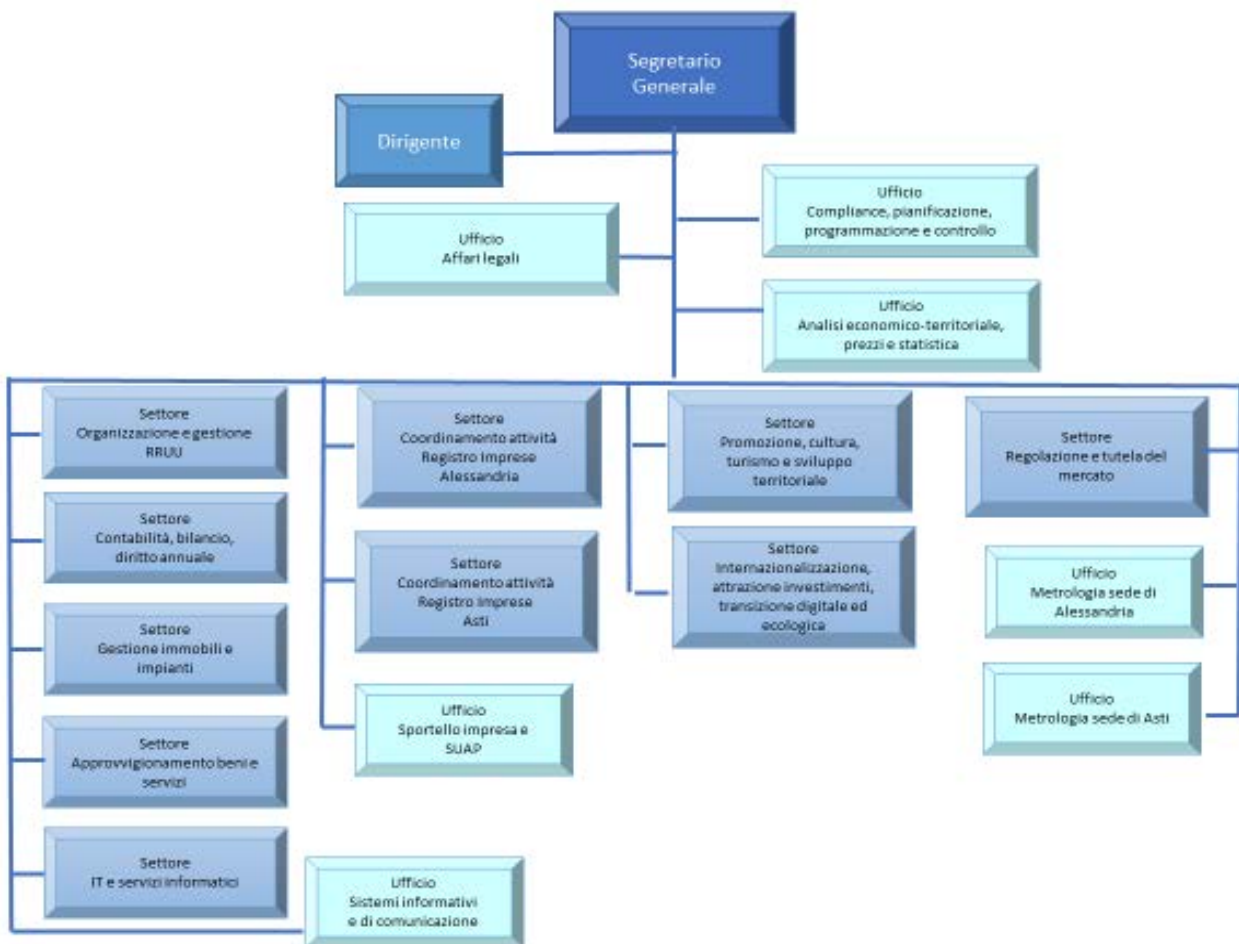 Segretario
Generale
Dirigente
Ufficio
Compliance, pianificazione,
programmazione e controllo
Ufficio
Affari legali
Ufficio
Analisi economico-territoriale,
prezzi e statistica
Settore
Organizzazione e gestione
RRUU
Settore
Contabilità, bilancio,
diritto annuale
Settore
Gestione immobili e
impianti
Settore
Approvvigionamento beni e
servizi
Settore
IT e servizi informatici
Ufficio
Sistemi informativi
e di comunicazione
Settore
Coordinamento attività
Registro Imprese
Alessandria
Settore
Coordinamento attività
Registro Imprese
Asti
Ufficio
Sportello impresa e
SUAP
Settore
Promozione, cultura,
turismo e sviluppo
territoriale
Settore
Internazionalizzazione,
attrazione investimenti,
transizione digitale ed
ecologica
Settore
Regolazione e tutela del
mercato
Ufficio
Metrologia sede di
Alessandria
Ufficio
Metrologia sede di Asti